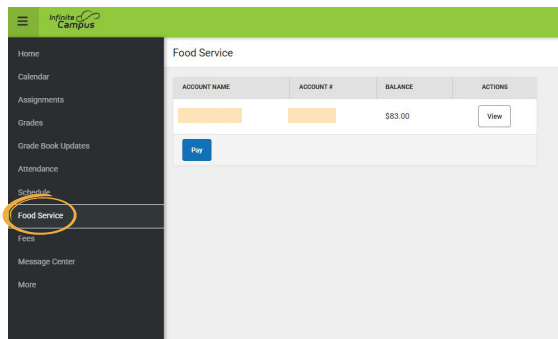 Infinite
Campus
Home
Calendar
Assignments
Grades
Grade Book Updates
Attendance
Schedule
Food Service
Fees
Message Center
More
Food Service
ACCOUNT NAME ACCOUNT # BALANCE ACTIONS
$83.00 View
Pay